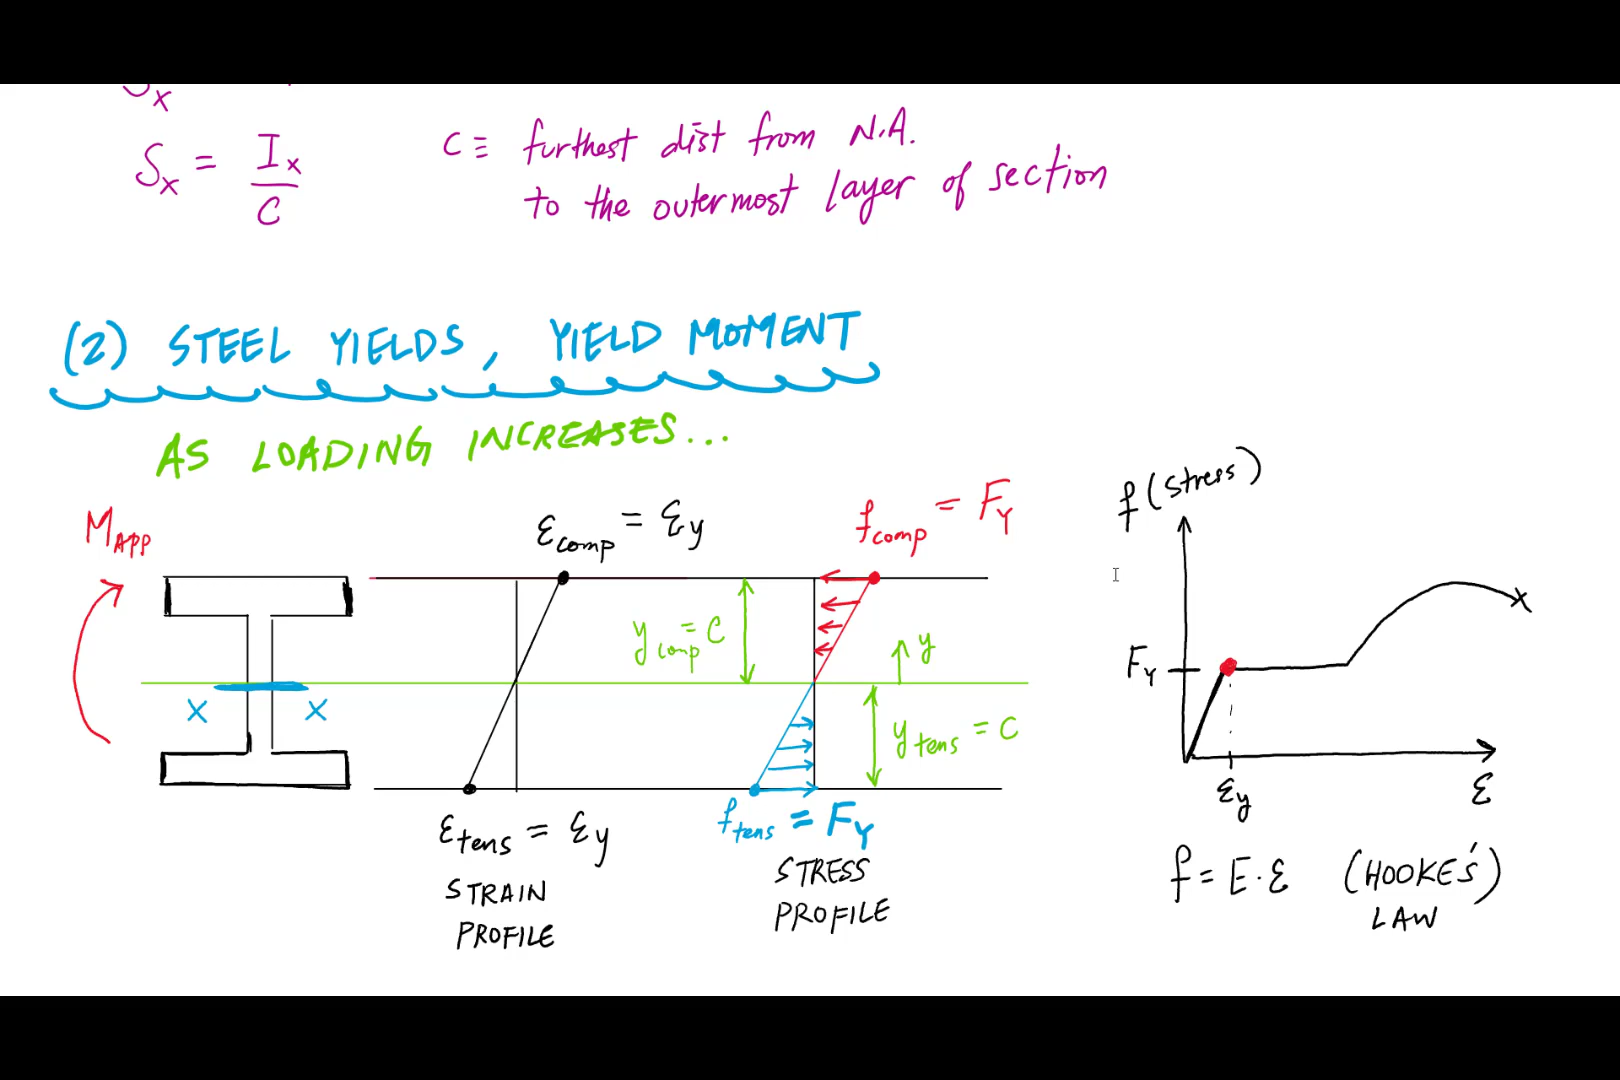 Sx
Sx = Ix / C
C ≡ furthest dist from N.A.
to the outermost layer of section
(2) STEEL YIELDS, YIELD MOMENT
AS LOADING INCREASES...
MAPP
εcomp = εy
fcomp = FY
ycomp = C
y
X X
ytens = C
εtens = εy
ftens = FY
STRAIN
PROFILE
STRESS
PROFILE
f (stress)
FY
εy
ε
f = E·ε (HOOKE'S)
LAW